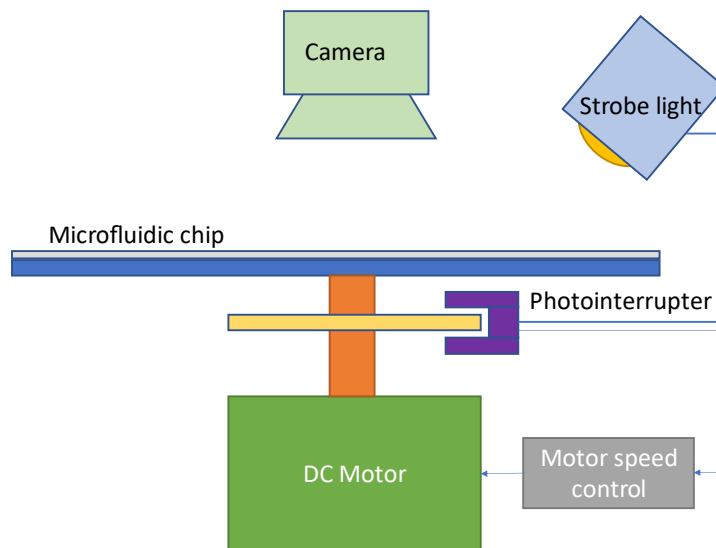 Camera
Strobe light
Microfluidic chip
Photointerrupter
DC Motor
Motor speed
control